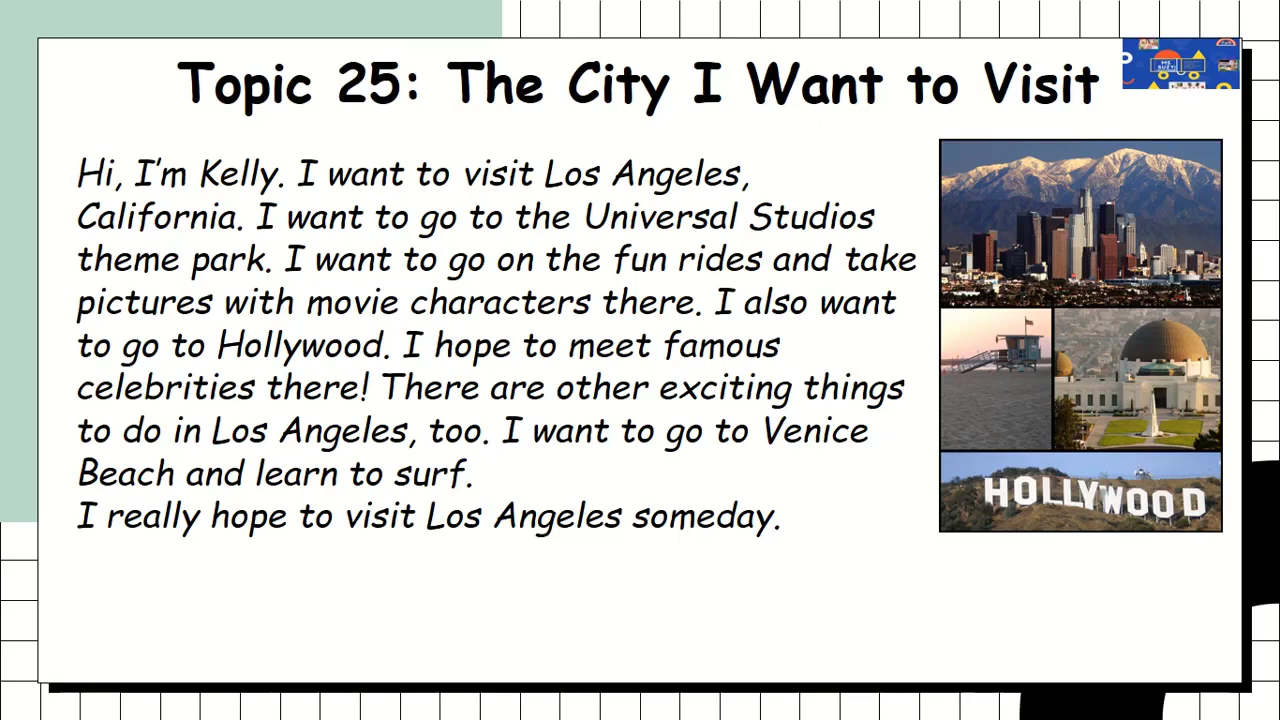 Topic 25: The City I Want to Visit
MS.
SUZY
Hi, I'm Kelly. I want to visit Los Angeles,
California. I want to go to the Universal Studios
theme park. I want to go on the fun rides and take
pictures with movie characters there. I also want
to go to Hollywood. I hope to meet famous
celebrities there! There are other exciting things
to do in Los Angeles, too. I want to go to Venice
Beach and learn to surf.
I really hope to visit Los Angeles someday.
HOLLYWOOD